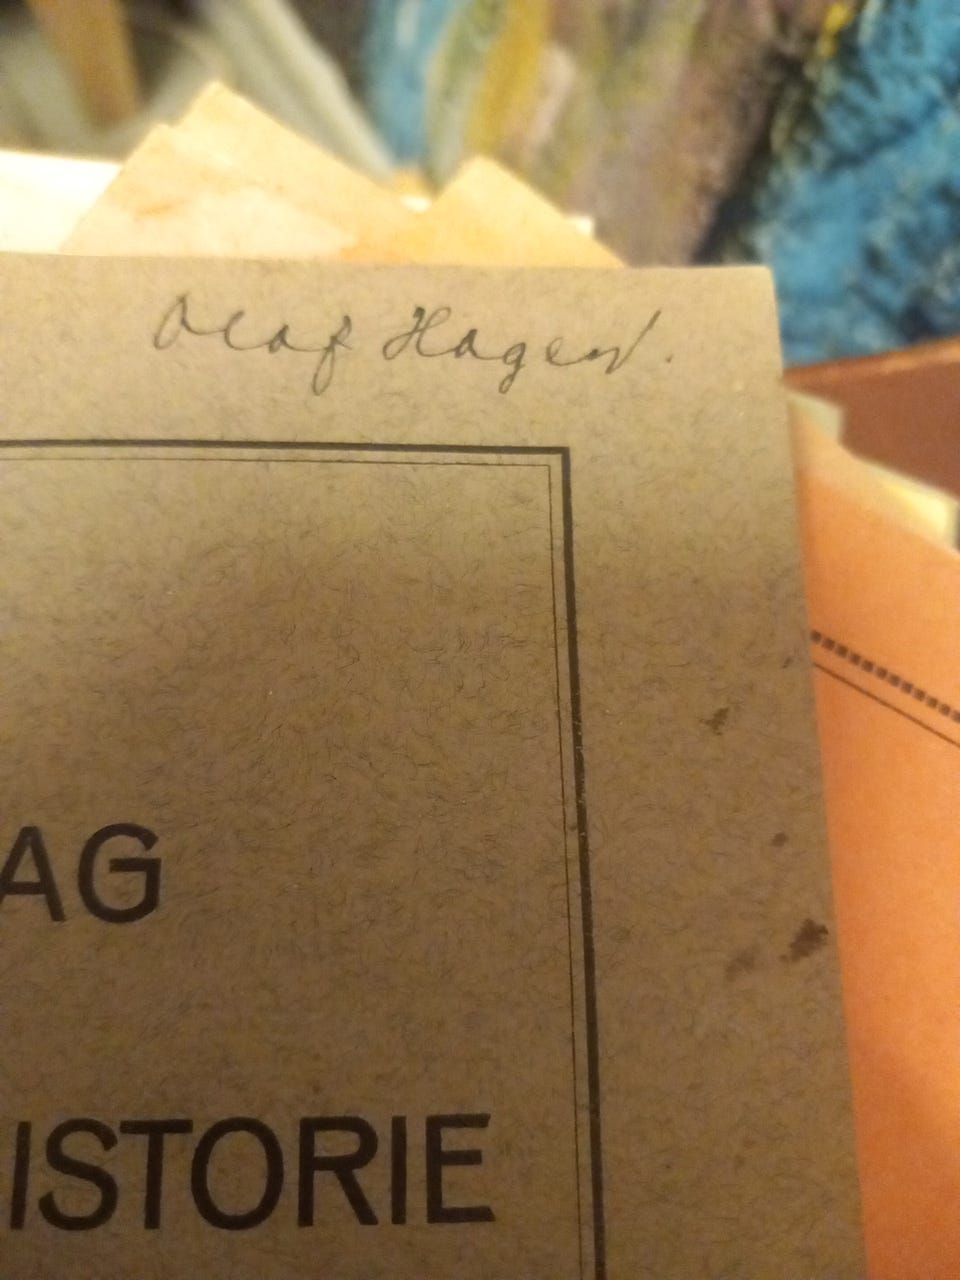 Olaf Hagen.
AG
ISTORIE